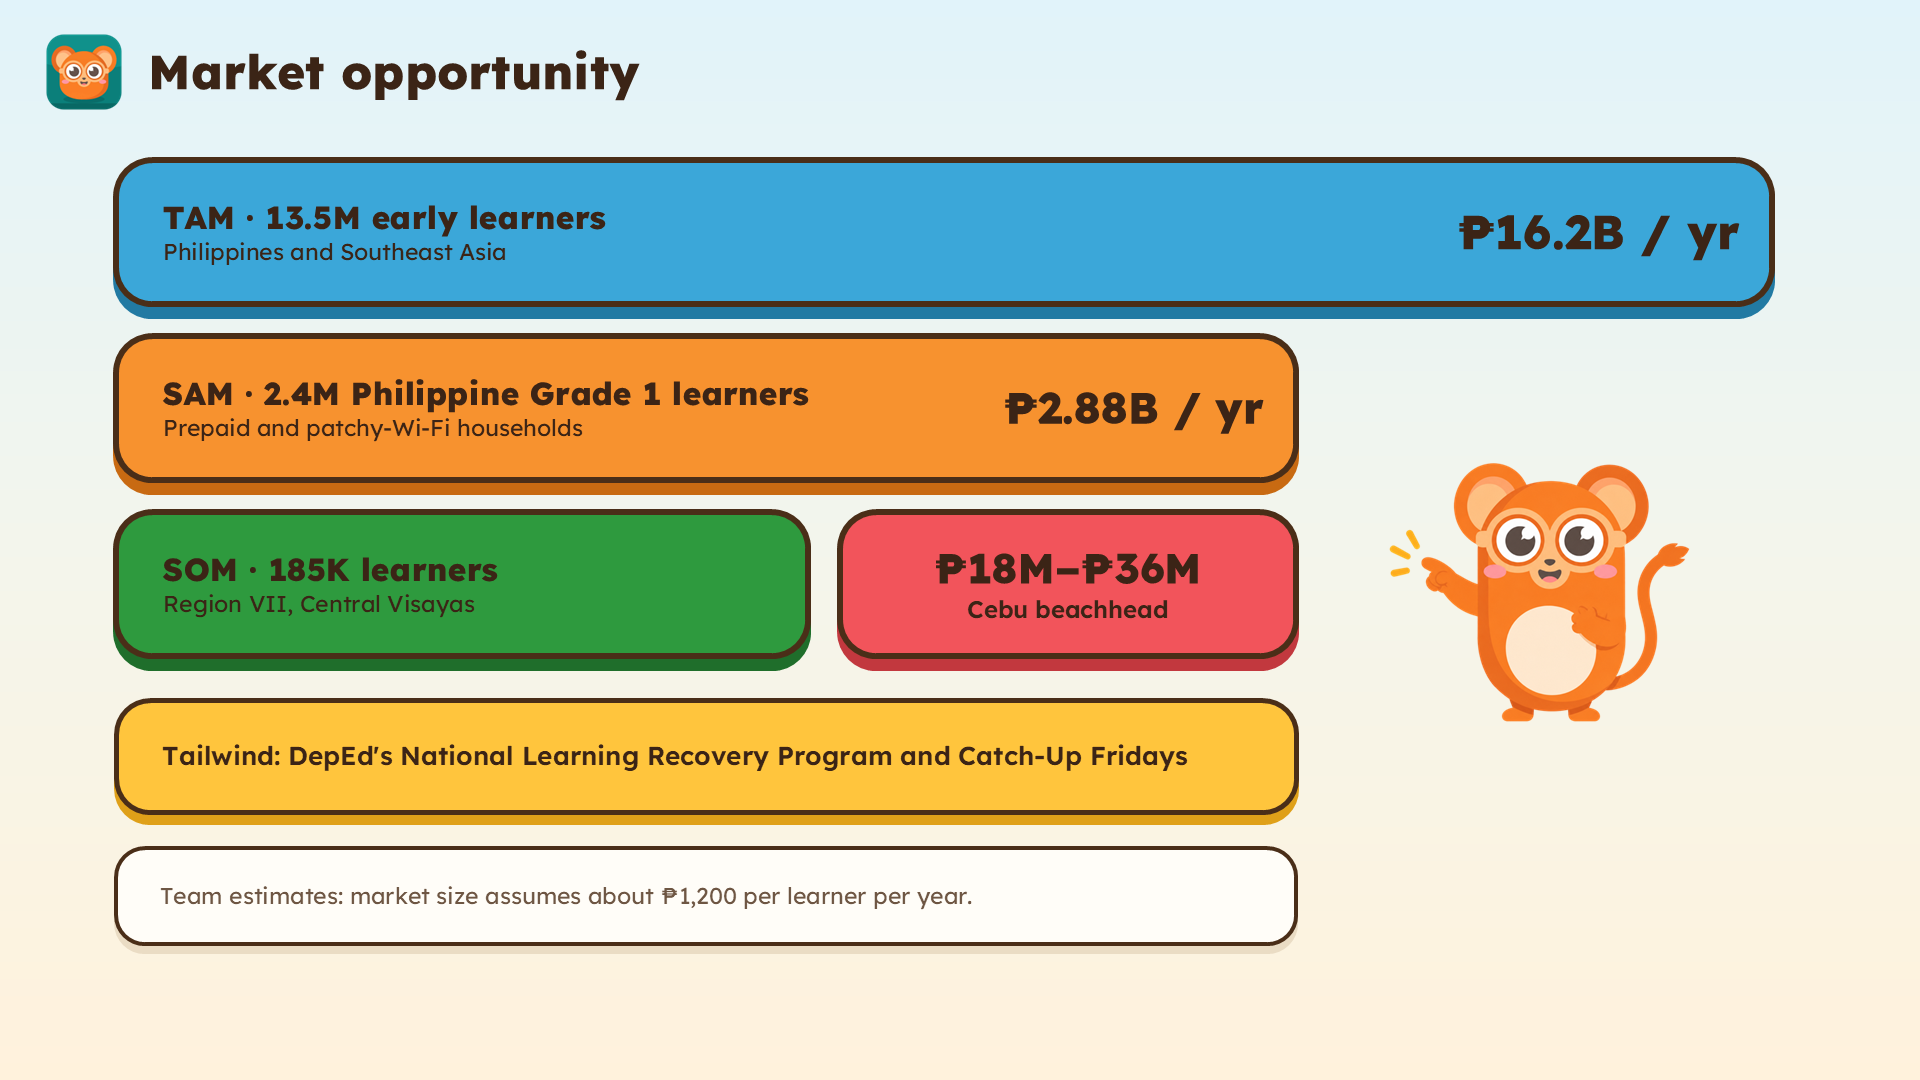 Market opportunity
TAM · 13.5M early learners
Philippines and Southeast Asia
₱16.2B / yr
SAM · 2.4M Philippine Grade 1 learners
Prepaid and patchy-Wi-Fi households
₱2.88B / yr
SOM · 185K learners
Region VII, Central Visayas
₱18M–₱36M
Cebu beachhead
Tailwind: DepEd's National Learning Recovery Program and Catch-Up Fridays
Team estimates: market size assumes about ₱1,200 per learner per year.